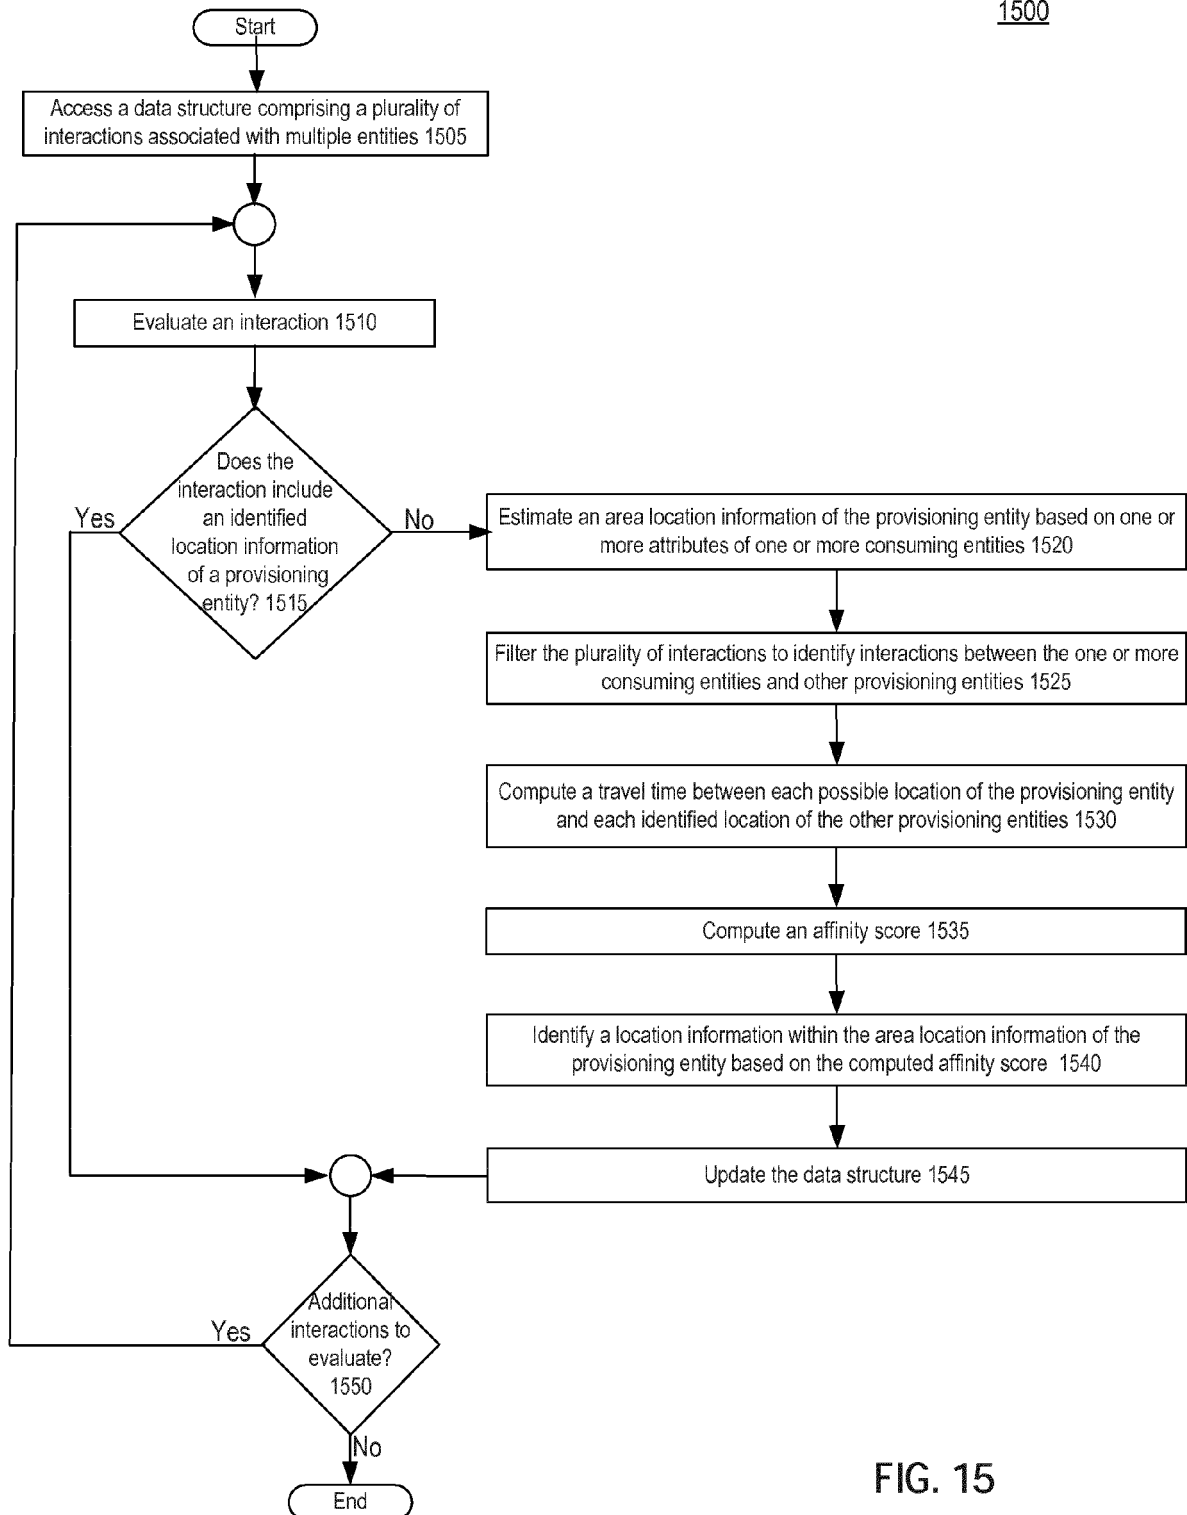 1500
Start
Access a data structure comprising a plurality of
interactions associated with multiple entities 1505
Evaluate an interaction 1510
Does the
interaction include
an identified
location information
of a provisioning
entity? 1515
Yes
No
Estimate an area location information of the provisioning entity based on one or
more attributes of one or more consuming entities 1520
Filter the plurality of interactions to identify interactions between the one or more
consuming entities and other provisioning entities 1525
Compute a travel time between each possible location of the provisioning entity
and each identified location of the other provisioning entities 1530
Compute an affinity score 1535
Identify a location information within the area location information of the
provisioning entity based on the computed affinity score 1540
Update the data structure 1545
Additional
interactions to
evaluate?
1550
Yes
No
End
FIG. 15